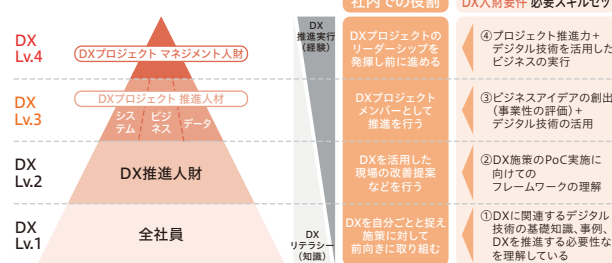 社内での役割
DX人財要件 必要スキルセッ
DX
Lv.4
DXプロジェクト マネジメント人財
DX
推進実行
(経験)
DXプロジェクトの
リーダーシップを
発揮し前に進める
④プロジェクト推進力+
デジタル技術を活用した
ビジネスの実行
DX
Lv.3
DXプロジェクト 推進人材
シス
テム
ビジ
ネス
データ
DXプロジェクト
メンバーとして
推進を行う
③ビジネスアイデアの創出
(事業性の評価)+
デジタル技術の活用
DX
Lv.2
DX推進人財
DXを活用した
現場の改善提案
などを行う
②DX施策のPoC実施に
向けての
フレームワークの理解
DX
Lv.1
全社員
DX
リテラシー
(知識)
DXを自分ごとと捉え
施策に対して
前向きに取り組む
①DXに関連するデジタル
技術の基礎知識、事例、
DXを推進する必要性な
を理解している